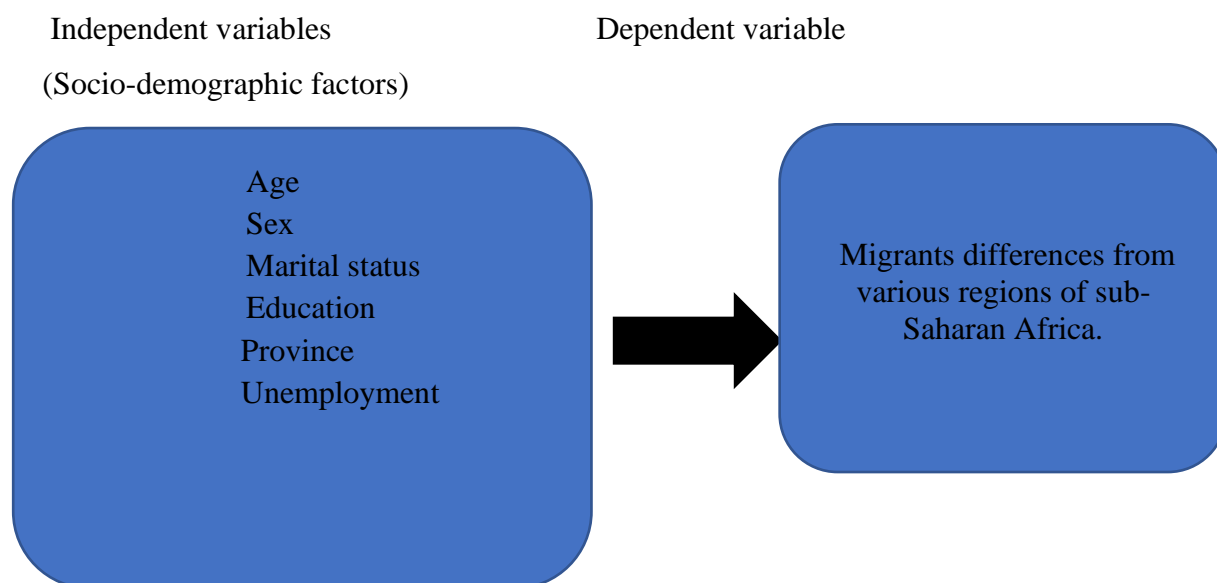 Independent variables
Dependent variable
(Socio-demographic factors)
Age
Sex
Marital status
Education
Province
Unemployment
Migrants differences from
various regions of sub-
Saharan Africa.